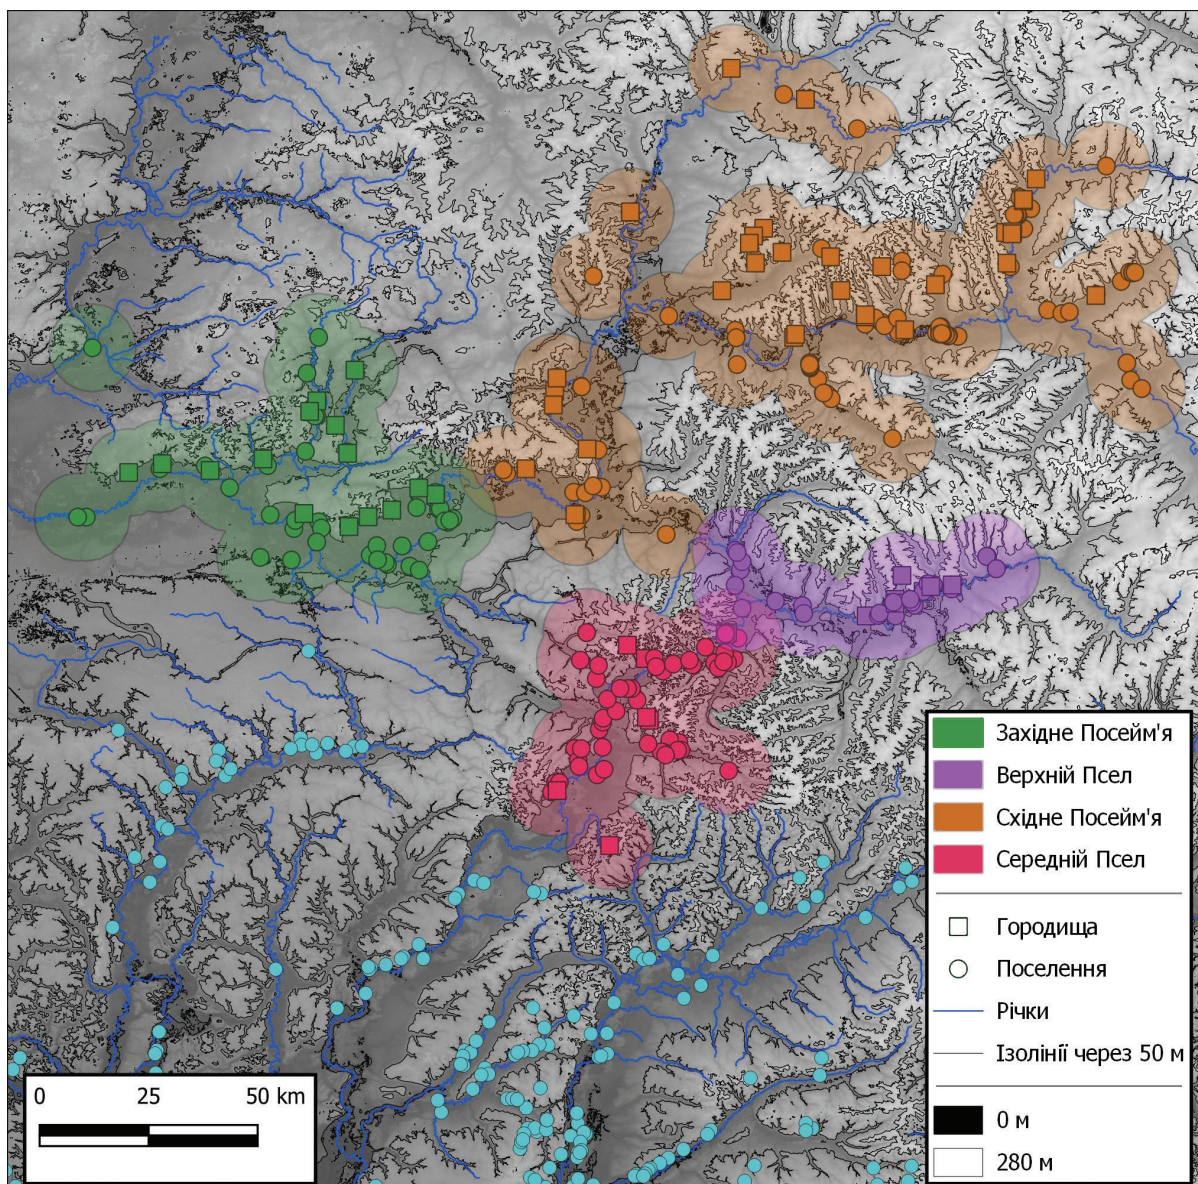 Західне Посейм'я
Верхній Псел
Східне Посейм'я
Середній Псел
Городища
Поселення
Річки
Ізолінії через 50 м
0 м
280 м
0 25 50 km